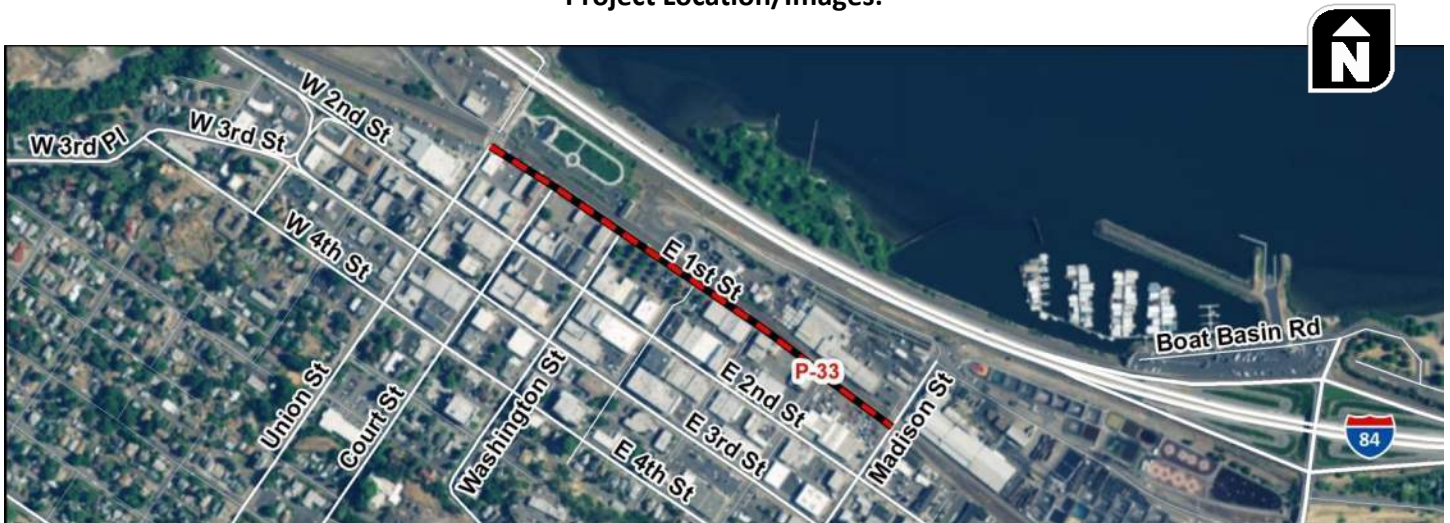 Project Location/Images:
N
W 2nd St
W 3rd St
W 3rd Pl
W 4th St
E 1st St
Boat Basin Rd
P-33
E 2nd St
Union St
Court St
Washington St
E 3rd St
E 4th St
Madison St
84